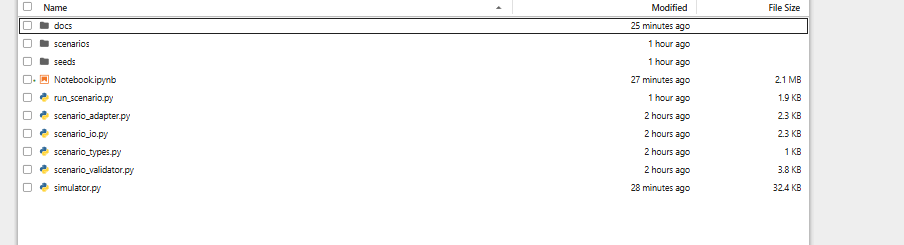 Name Modified File Size
docs 25 minutes ago
scenarios 1 hour ago
seeds 1 hour ago
Notebook.ipynb 27 minutes ago 2.1 MB
run_scenario.py 1 hour ago 1.9 KB
scenario_adapter.py 2 hours ago 2.3 KB
scenario_io.py 2 hours ago 2.3 KB
scenario_types.py 2 hours ago 1 KB
scenario_validator.py 2 hours ago 3.8 KB
simulator.py 28 minutes ago 32.4 KB